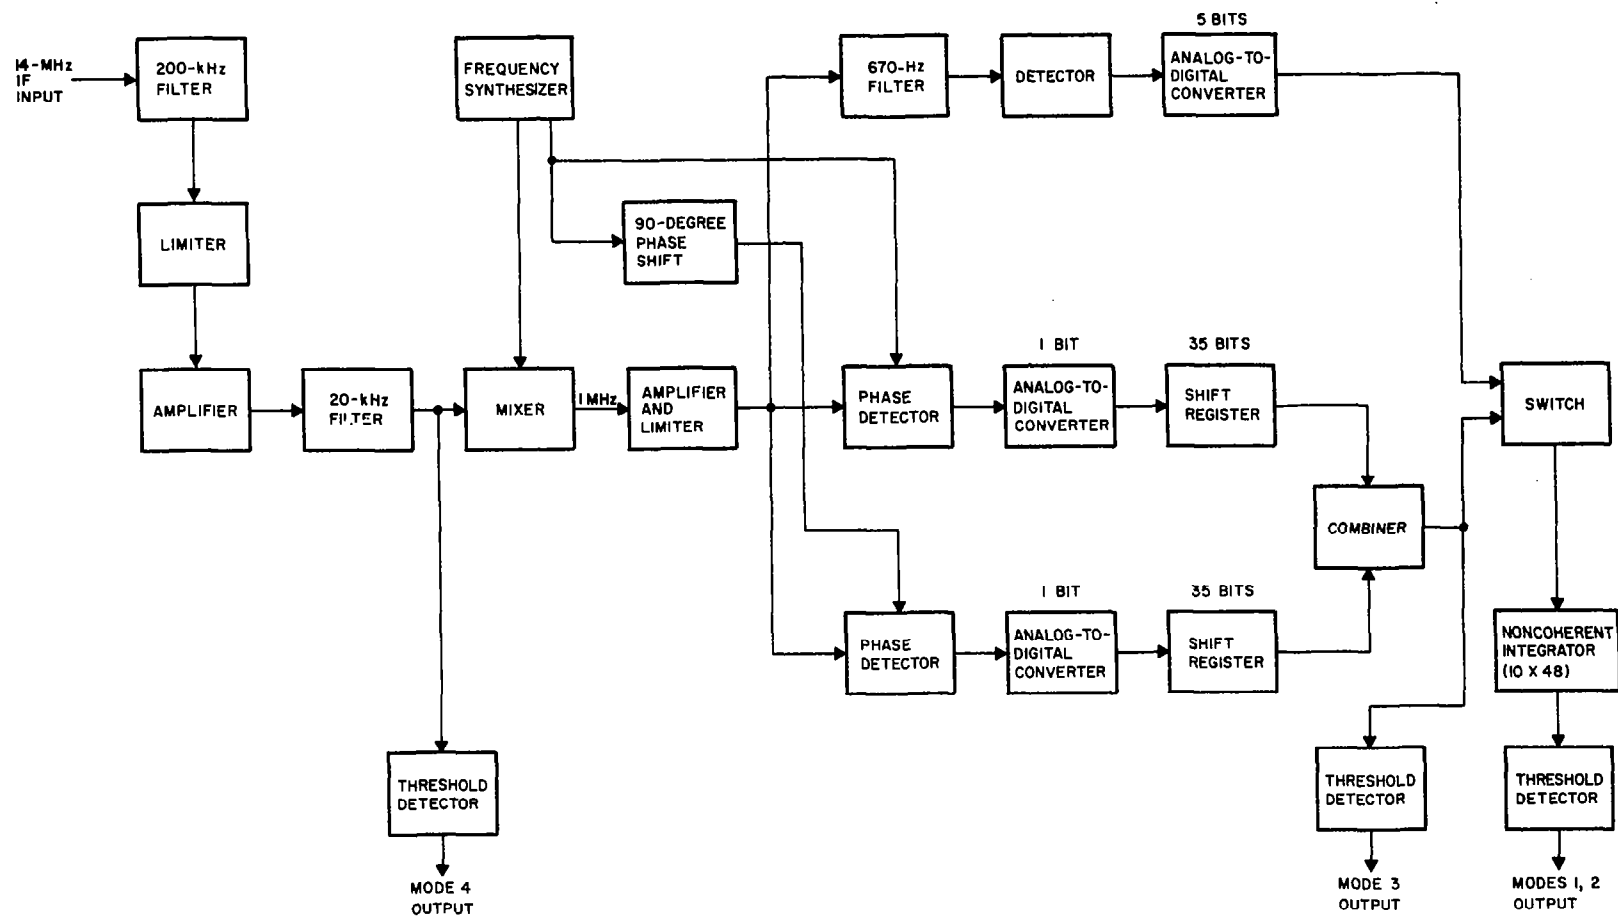 14-MHz
IF
INPUT
200-kHz
FILTER
LIMITER
AMPLIFIER
20-kHz
FILTER
FREQUENCY
SYNTHESIZER
90-DEGREE
PHASE
SHIFT
MIXER
1 MHz
AMPLIFIER
AND
LIMITER
670-Hz
FILTER
DETECTOR
5 BITS
ANALOG-TO-
DIGITAL
CONVERTER
PHASE
DETECTOR
1 BIT
ANALOG-TO-
DIGITAL
CONVERTER
35 BITS
SHIFT
REGISTER
PHASE
DETECTOR
1 BIT
ANALOG-TO-
DIGITAL
CONVERTER
35 BITS
SHIFT
REGISTER
COMBINER
SWITCH
NONCOHERENT
INTEGRATOR
(10 X 48)
THRESHOLD
DETECTOR
MODE 4
OUTPUT
THRESHOLD
DETECTOR
MODE 3
OUTPUT
THRESHOLD
DETECTOR
MODES 1, 2
OUTPUT